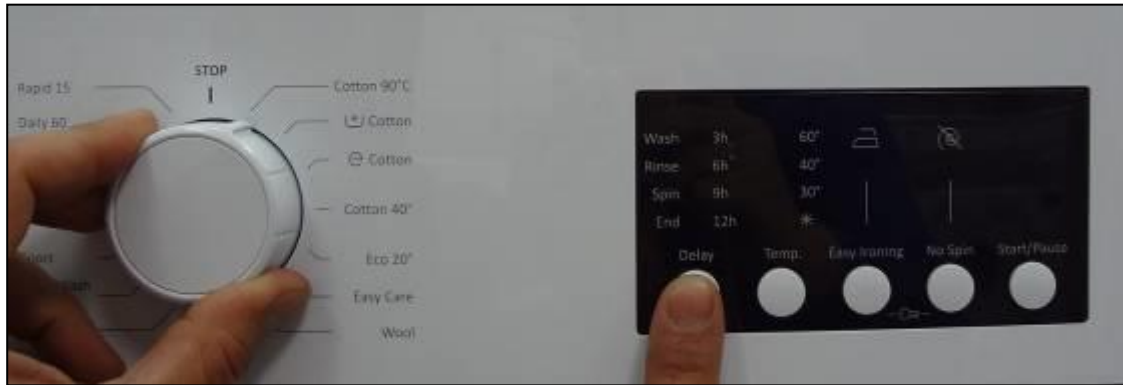 STOP
Rapid 15
Cotton 90°C
Daily 60
Cotton
Cotton
Cotton 40°
Eco 20°
Easy Care
Wool
Wash 3h 60°
Rinse 6h 40°
Spin 9h 30°
End 12h
Delay Temp. Easy Ironing No Spin Start/Pause